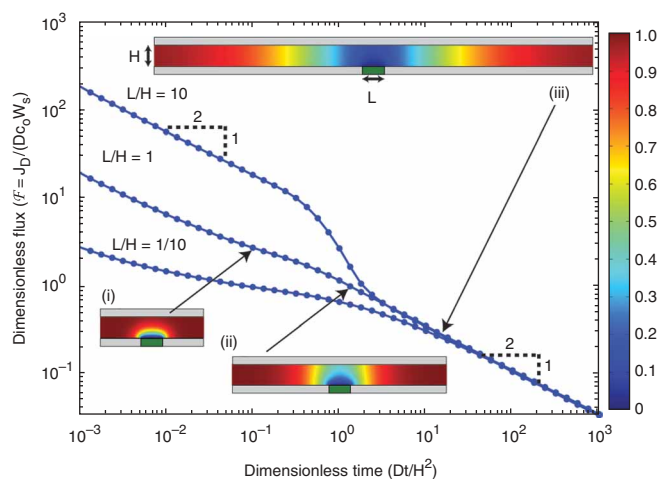 10³
10²
10¹
10⁰
10⁻¹
Dimensionless flux (ℱ = J_D/(Dc₀W_s)
H
L
L/H = 10
2
1
(iii)
L/H = 1
L/H = 1/10
(i)
(ii)
2
1
10⁻³ 10⁻² 10⁻¹ 10⁰ 10¹ 10² 10³
Dimensionless time (Dt/H²)
1.0
0.9
0.8
0.7
0.6
0.5
0.4
0.3
0.2
0.1
0